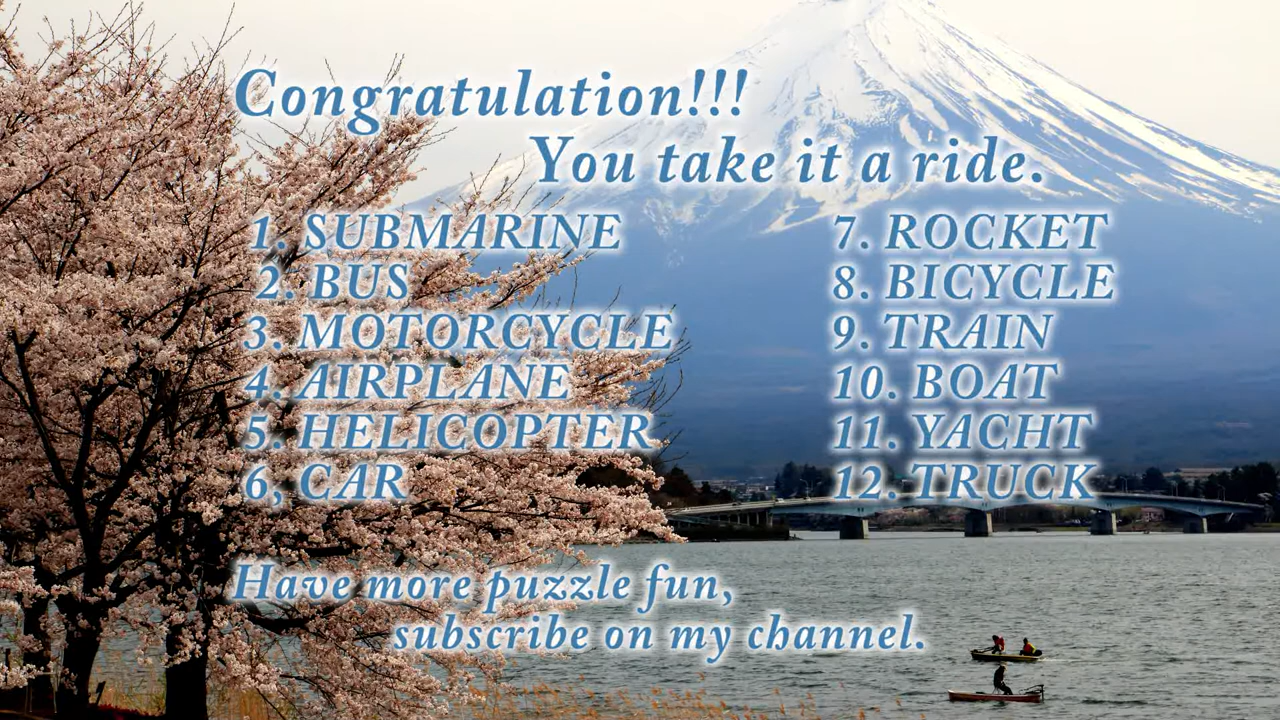 Congratulation!!!
You take it a ride.
1. SUBMARINE
2. BUS
3. MOTORCYCLE
4. AIRPLANE
5. HELICOPTER
6, CAR
7. ROCKET
8. BICYCLE
9. TRAIN
10. BOAT
11. YACHT
12. TRUCK
Have more puzzle fun,
subscribe on my channel.